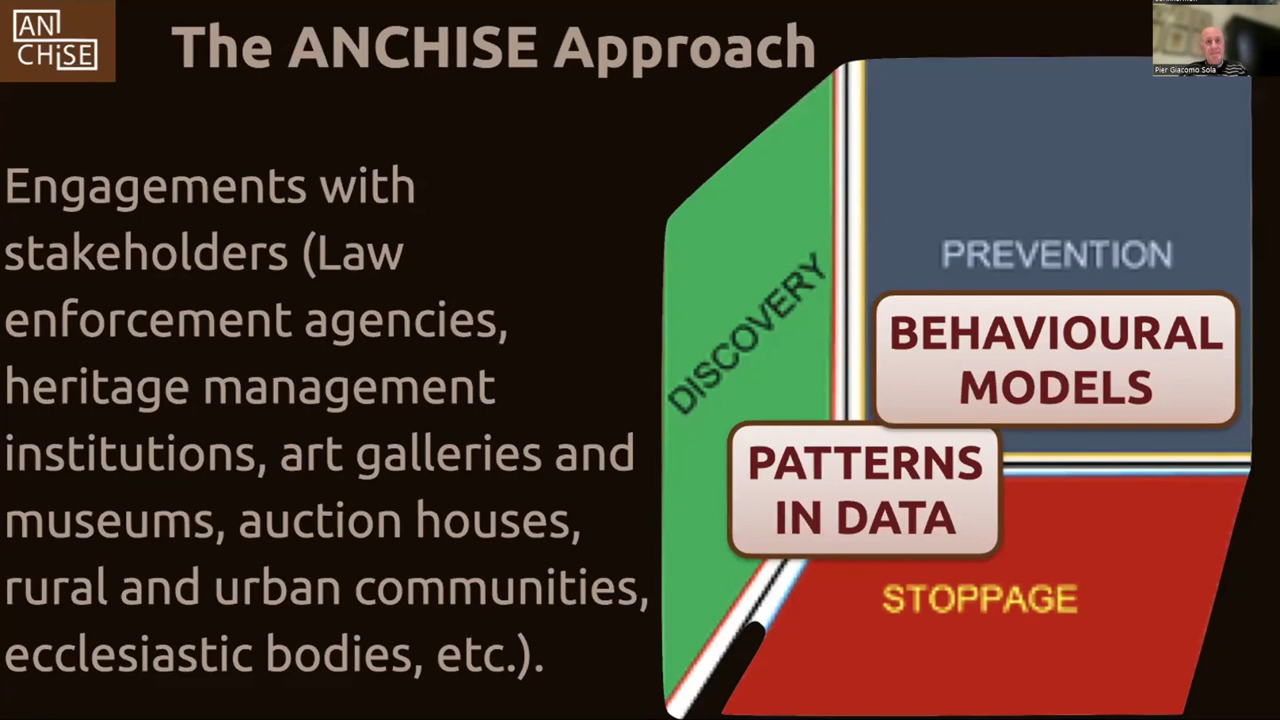 AN
CHiSE
The ANCHISE Approach
Pier Giacomo Sola
Engagements with
stakeholders (Law
enforcement agencies,
heritage management
institutions, art galleries and
museums, auction houses,
rural and urban communities,
ecclesiastic bodies, etc.).
DISCOVERY
PREVENTION
BEHAVIOURAL
MODELS
PATTERNS
IN DATA
STOPPAGE